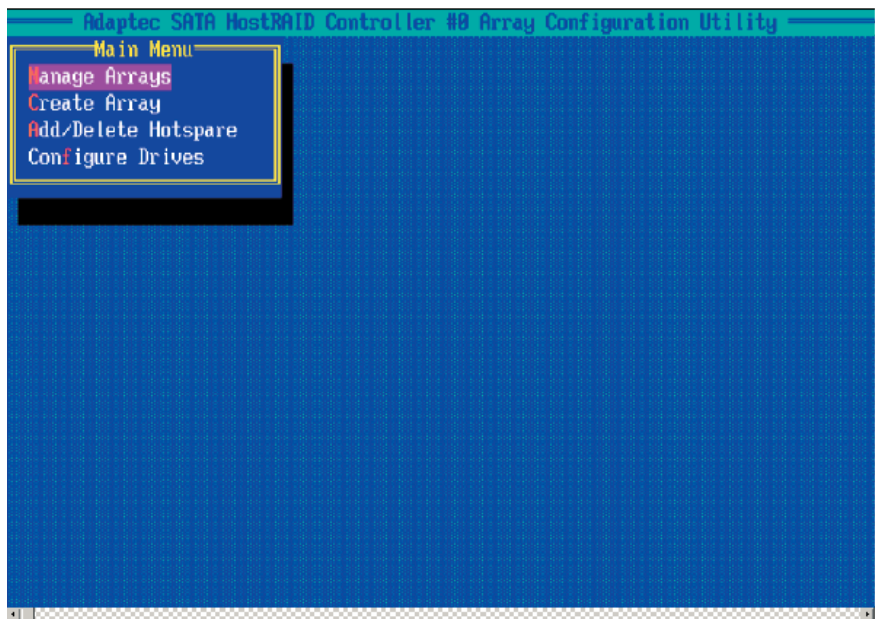 Adaptec SATA HostRAID Controller #0 Array Configuration Utility
Main Menu
Manage Arrays
Create Array
Add/Delete Hotspare
Configure Drives